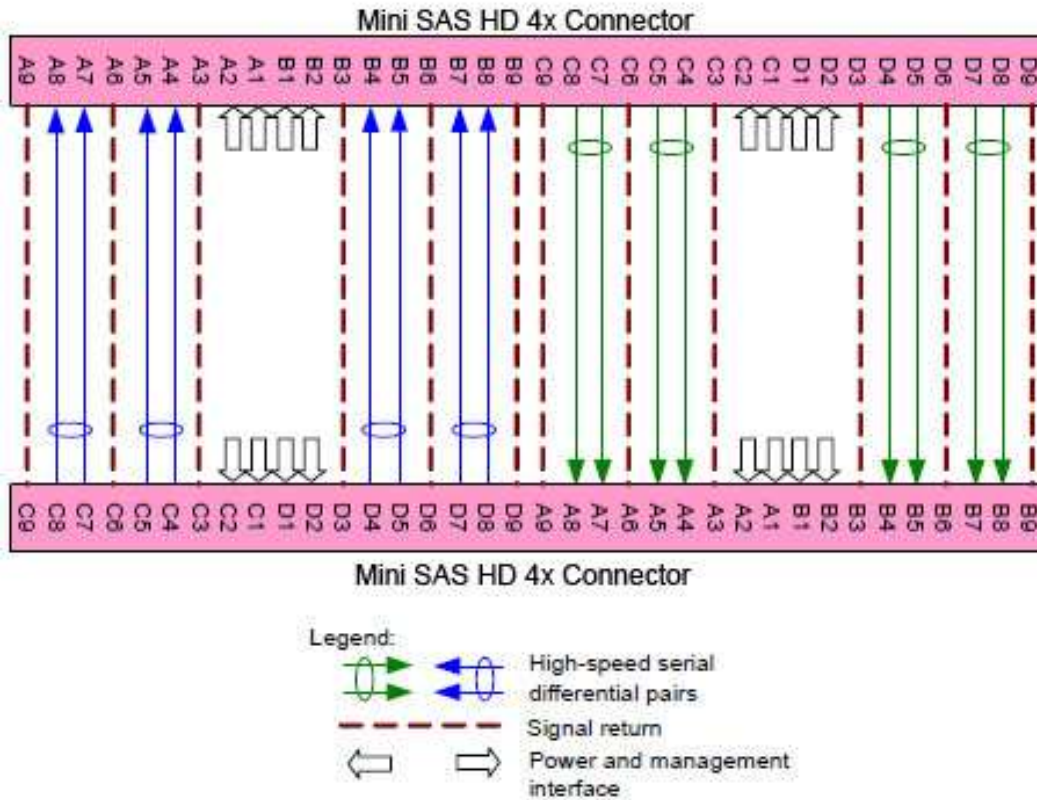 Mini SAS HD 4x Connector
A9 A8 A7 A6 A5 A4 A3 A2 A1 B1 B2 B3 B4 B5 B6 B7 B8 B9 C9 C8 C7 C6 C5 C4 C3 C2 C1 D1 D2 D3 D4 D5 D6 D7 D8 D9
C9 C8 C7 C6 C5 C4 C3 C2 C1 D1 D2 D3 D4 D5 D6 D7 D8 D9 A9 A8 A7 A6 A5 A4 A3 A2 A1 B1 B2 B3 B4 B5 B6 B7 B8 B9
Mini SAS HD 4x Connector
Legend:
High-speed serial
differential pairs
Signal return
Power and management
interface